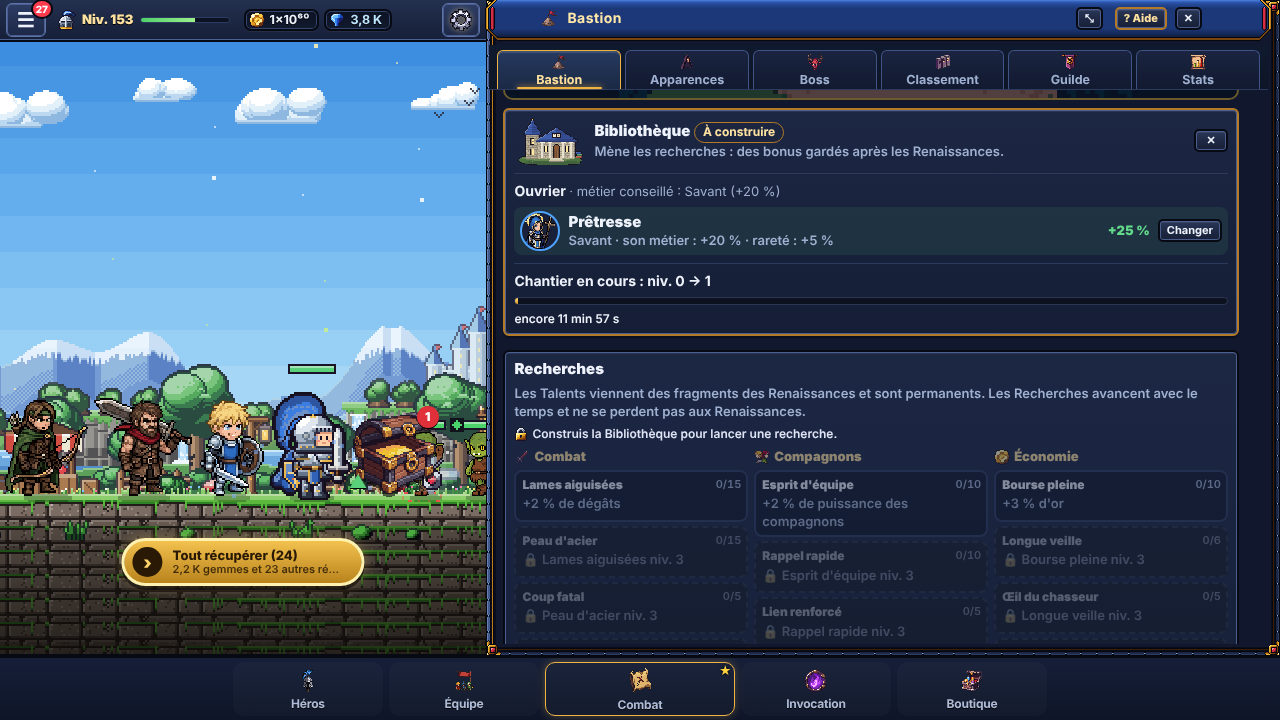 27
Niv. 153
1×10⁶⁰
3,8 K
Bastion
? Aide
Bastion
Apparences
Boss
Classement
Guilde
Stats
Bibliothèque À construire
Mène les recherches : des bonus gardés après les Renaissances.
Ouvrier · métier conseillé : Savant (+20 %)
Prêtresse
Savant · son métier : +20 % · rareté : +5 %
+25 %
Changer
Chantier en cours : niv. 0 → 1
encore 11 min 57 s
Recherches
Les Talents viennent des fragments des Renaissances et sont permanents. Les Recherches avancent avec le
temps et ne se perdent pas aux Renaissances.
Construis la Bibliothèque pour lancer une recherche.
Combat
Lames aiguisées 0/15
+2 % de dégâts
Peau d'acier 0/15
Lames aiguisées niv. 3
Coup fatal 0/5
Peau d'acier niv. 3
Compagnons
Esprit d'équipe 0/10
+2 % de puissance des
compagnons
Rappel rapide 0/10
Esprit d'équipe niv. 3
Lien renforcé 0/5
Rappel rapide niv. 3
Économie
Bourse pleine 0/10
+3 % d'or
Longue veille 0/6
Bourse pleine niv. 3
Œil du chasseur 0/5
Longue veille niv. 3
1
Tout récupérer (24)
2,2 K gemmes et 23 autres ré...
Héros
Équipe
Combat
Invocation
Boutique